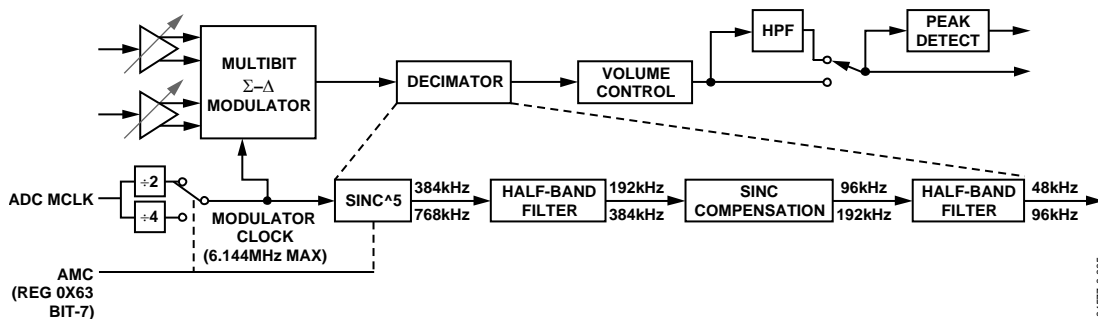 HPF
PEAK
DETECT
MULTIBIT
Σ–Δ
MODULATOR
DECIMATOR
VOLUME
CONTROL
ADC MCLK
÷2
÷4
MODULATOR
CLOCK
(6.144MHz MAX)
SINC^5
384kHz
768kHz
HALF-BAND
FILTER
192kHz
384kHz
SINC
COMPENSATION
96kHz
192kHz
HALF-BAND
FILTER
48kHz
96kHz
AMC
(REG 0X63
BIT-7)